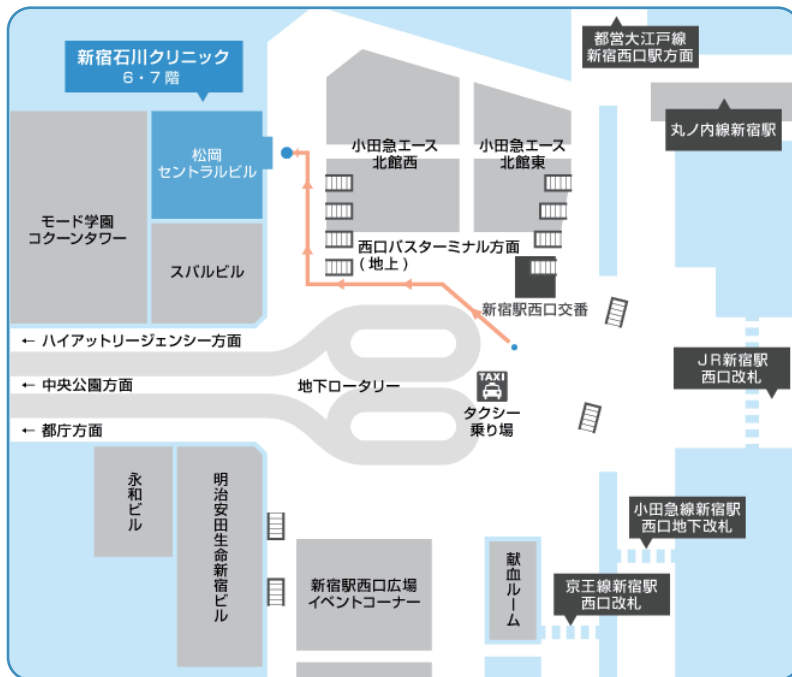 都営大江戸線
新宿西口駅方面
新宿石川クリニック
6・7階
丸ノ内線新宿駅
小田急エース
北館西
小田急エース
北館東
松岡
セントラルビル
モード学園
コクーンタワー
西口バスターミナル方面
(地上)
スバルビル
新宿駅西口交番
← ハイアットリージェンシー方面
JR新宿駅
西口改札
← 中央公園方面
地下ロータリー
TAXI
タクシー
乗り場
← 都庁方面
永和ビル
明治安田生命新宿ビル
小田急線新宿駅
西口地下改札
新宿駅西口広場
イベントコーナー
献血ルーム
京王線新宿駅
西口改札